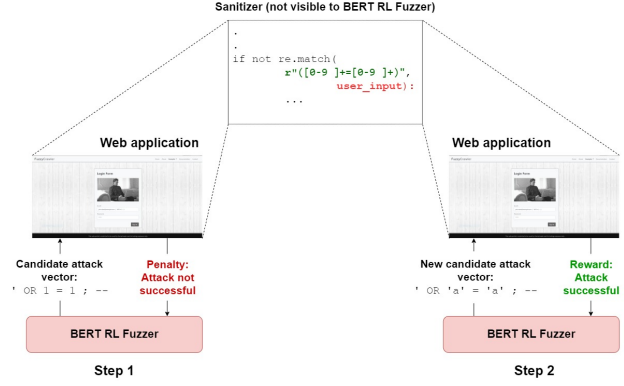 Sanitizer (not visible to BERT RL Fuzzer)
.
.
if not re.match(
r"([0-9 ]+=[0-9 ]+)",
user_input):
...
Web application
Web application
Login Form
Candidate attack
vector:
' OR 1 = 1 ; --
Penalty:
Attack not
successful
New candidate attack
vector:
' OR 'a' = 'a' ; --
Reward:
Attack
successful
BERT RL Fuzzer
BERT RL Fuzzer
Step 1
Step 2